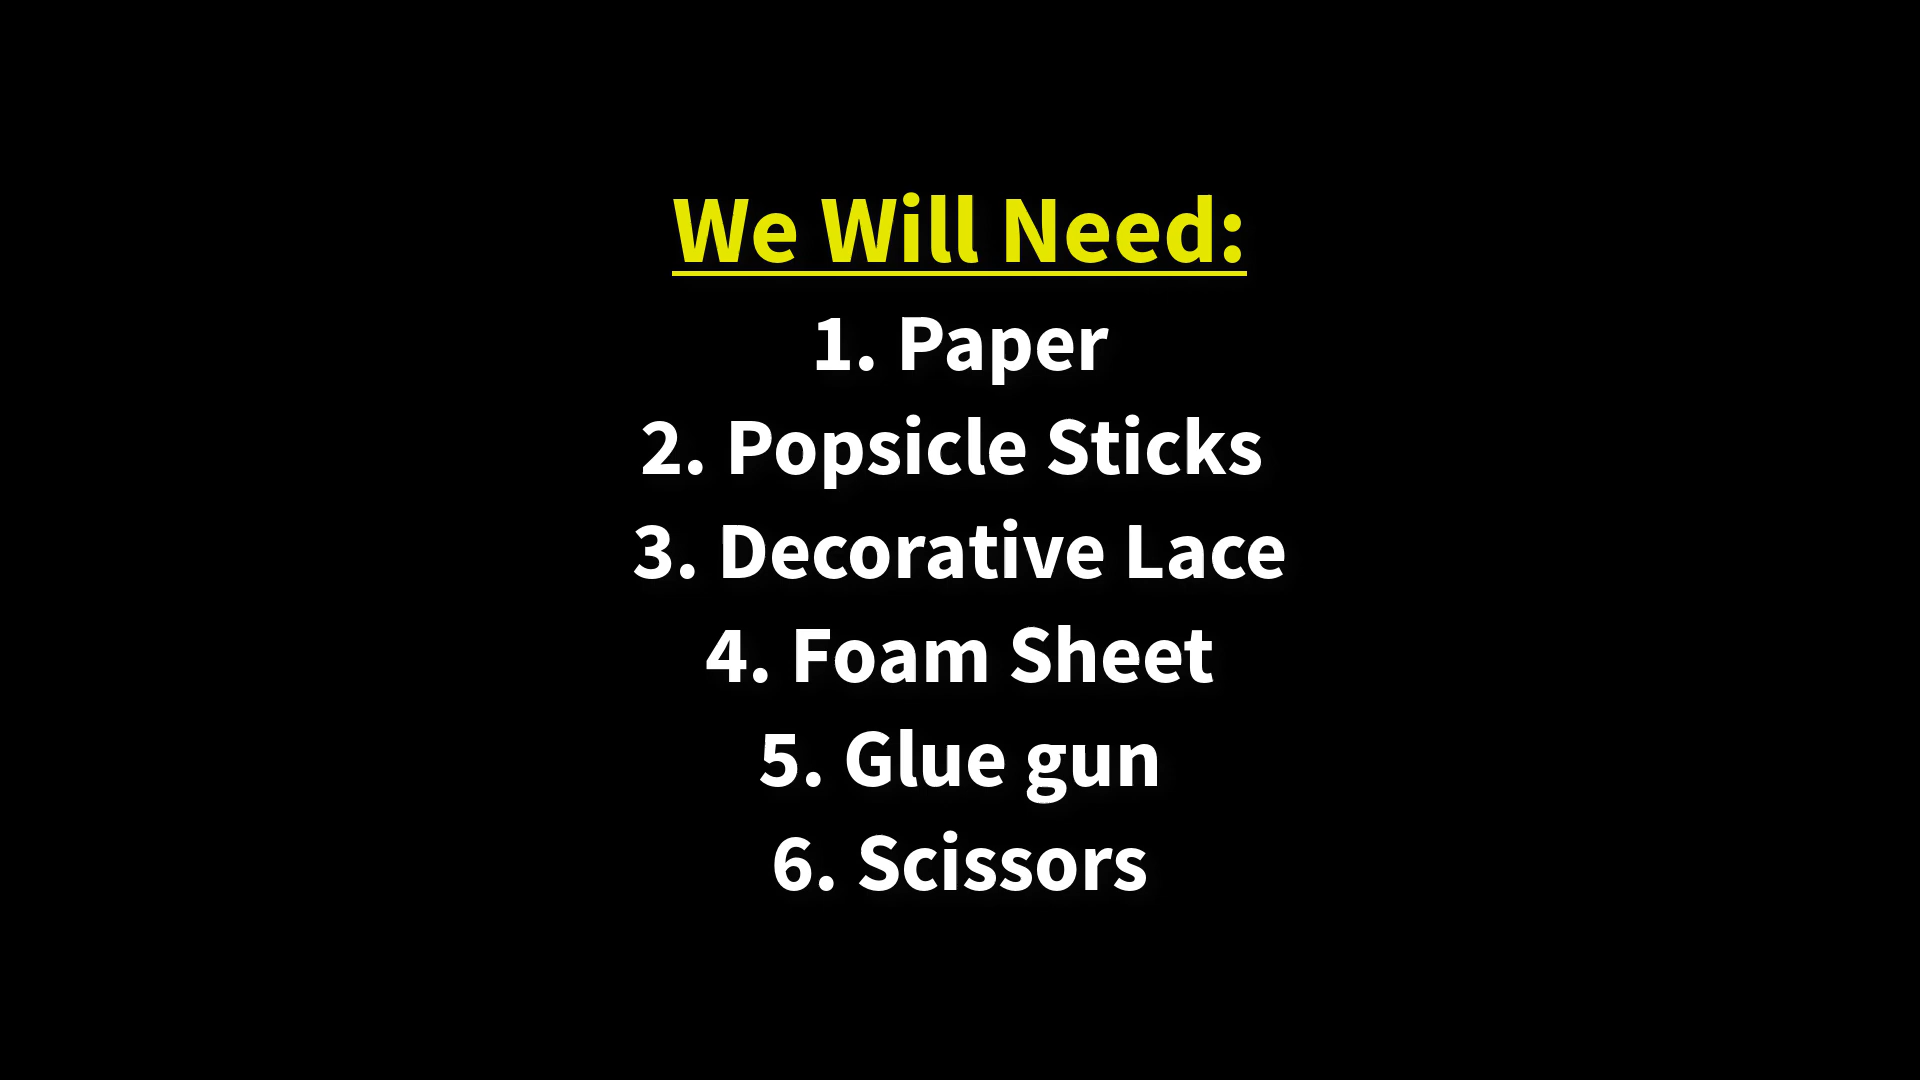 We Will Need:
1. Paper
2. Popsicle Sticks
3. Decorative Lace
4. Foam Sheet
5. Glue gun
6. Scissors